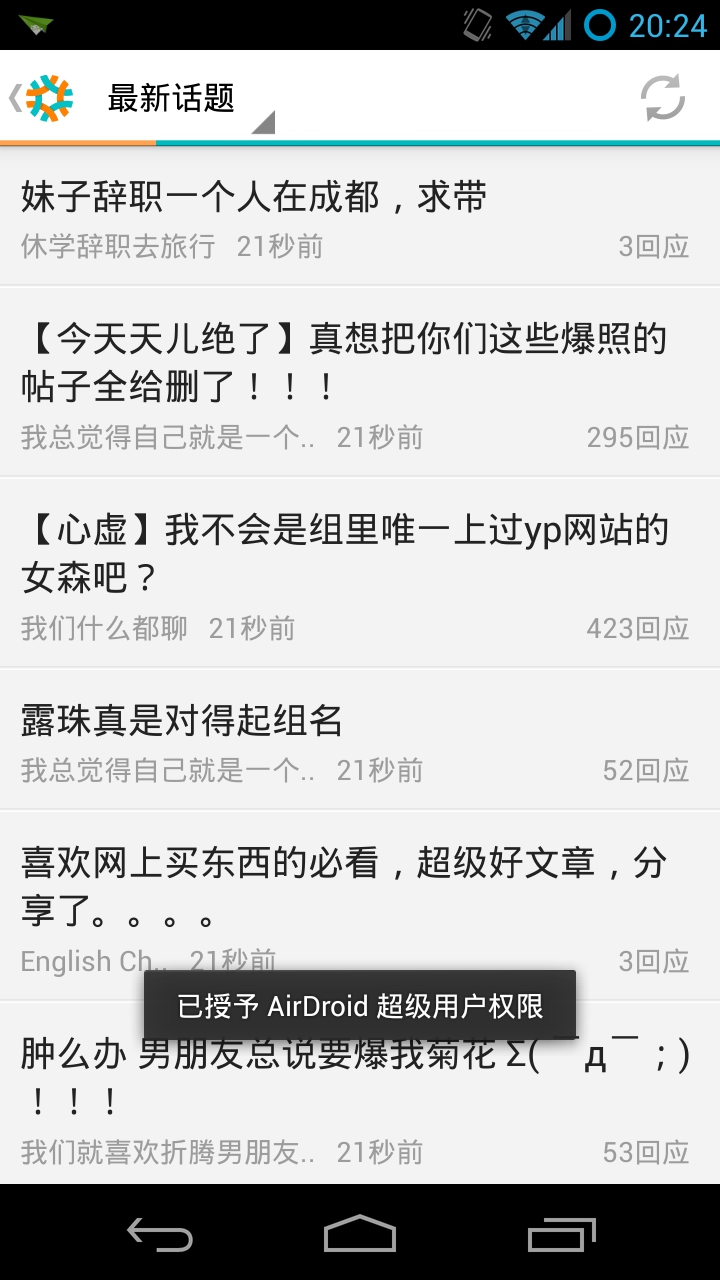 20:24
最新话题
妹子辞职一个人在成都，求带
休学辞职去旅行 21秒前 3回应
【今天天儿绝了】真想把你们这些爆照的
帖子全给删了！！！
我总觉得自己就是一个.. 21秒前 295回应
【心虚】我不会是组里唯一上过yp网站的
女森吧？
我们什么都聊 21秒前 423回应
露珠真是对得起组名
我总觉得自己就是一个.. 21秒前 52回应
喜欢网上买东西的必看，超级好文章，分
享了。。。。
English Ch.. 21秒前 3回应
已授予 AirDroid 超级用户权限
肿么办 男朋友总说要爆我菊花 Σ(￣д￣；)
！！！
我们就喜欢折腾男朋友.. 21秒前 53回应